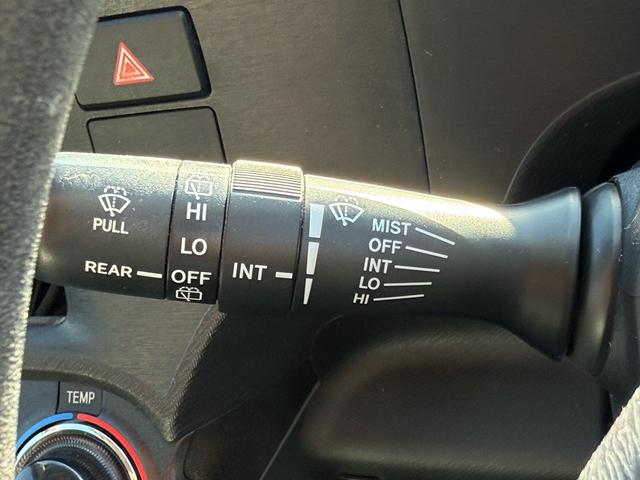 PULL
REAR
HI
LO
OFF
INT
MIST
OFF
INT
LO
HI
TEMP